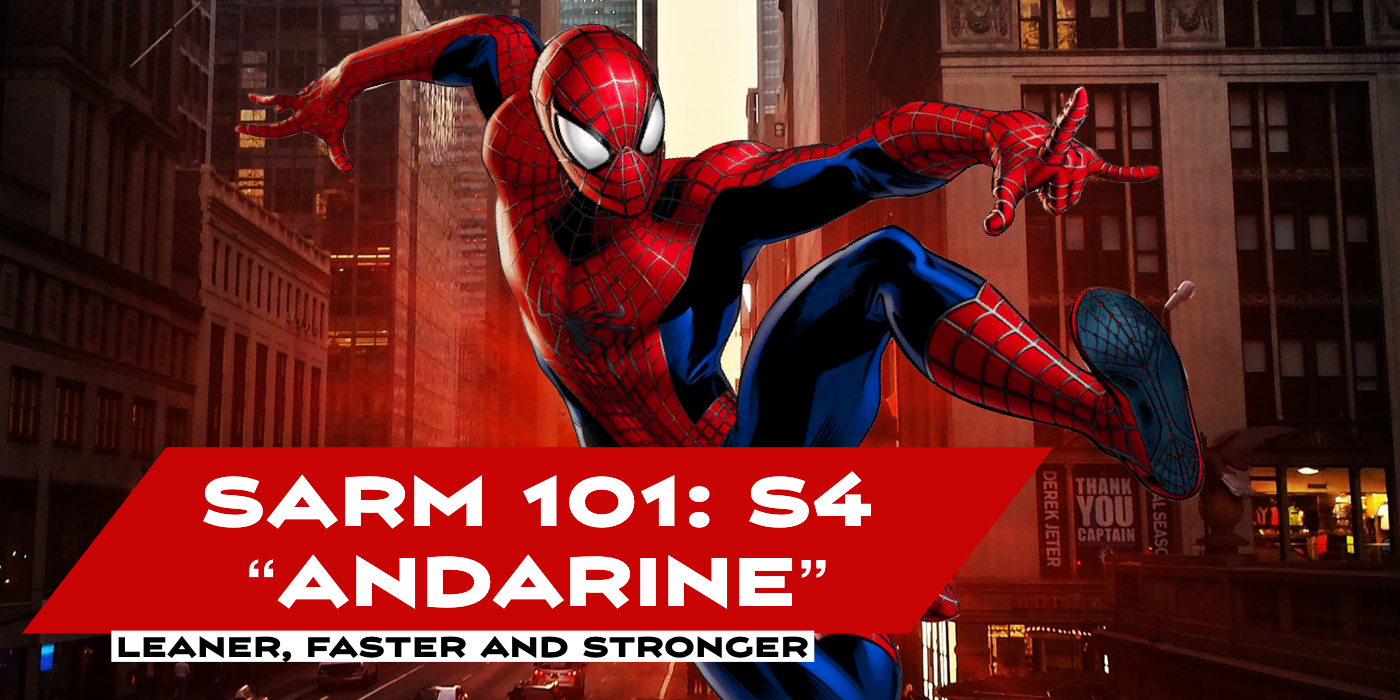 SARM 101: S4
“ANDARINE”
LEANER, FASTER AND STRONGER
DEREK JETER
THANK
YOU
CAPTAIN